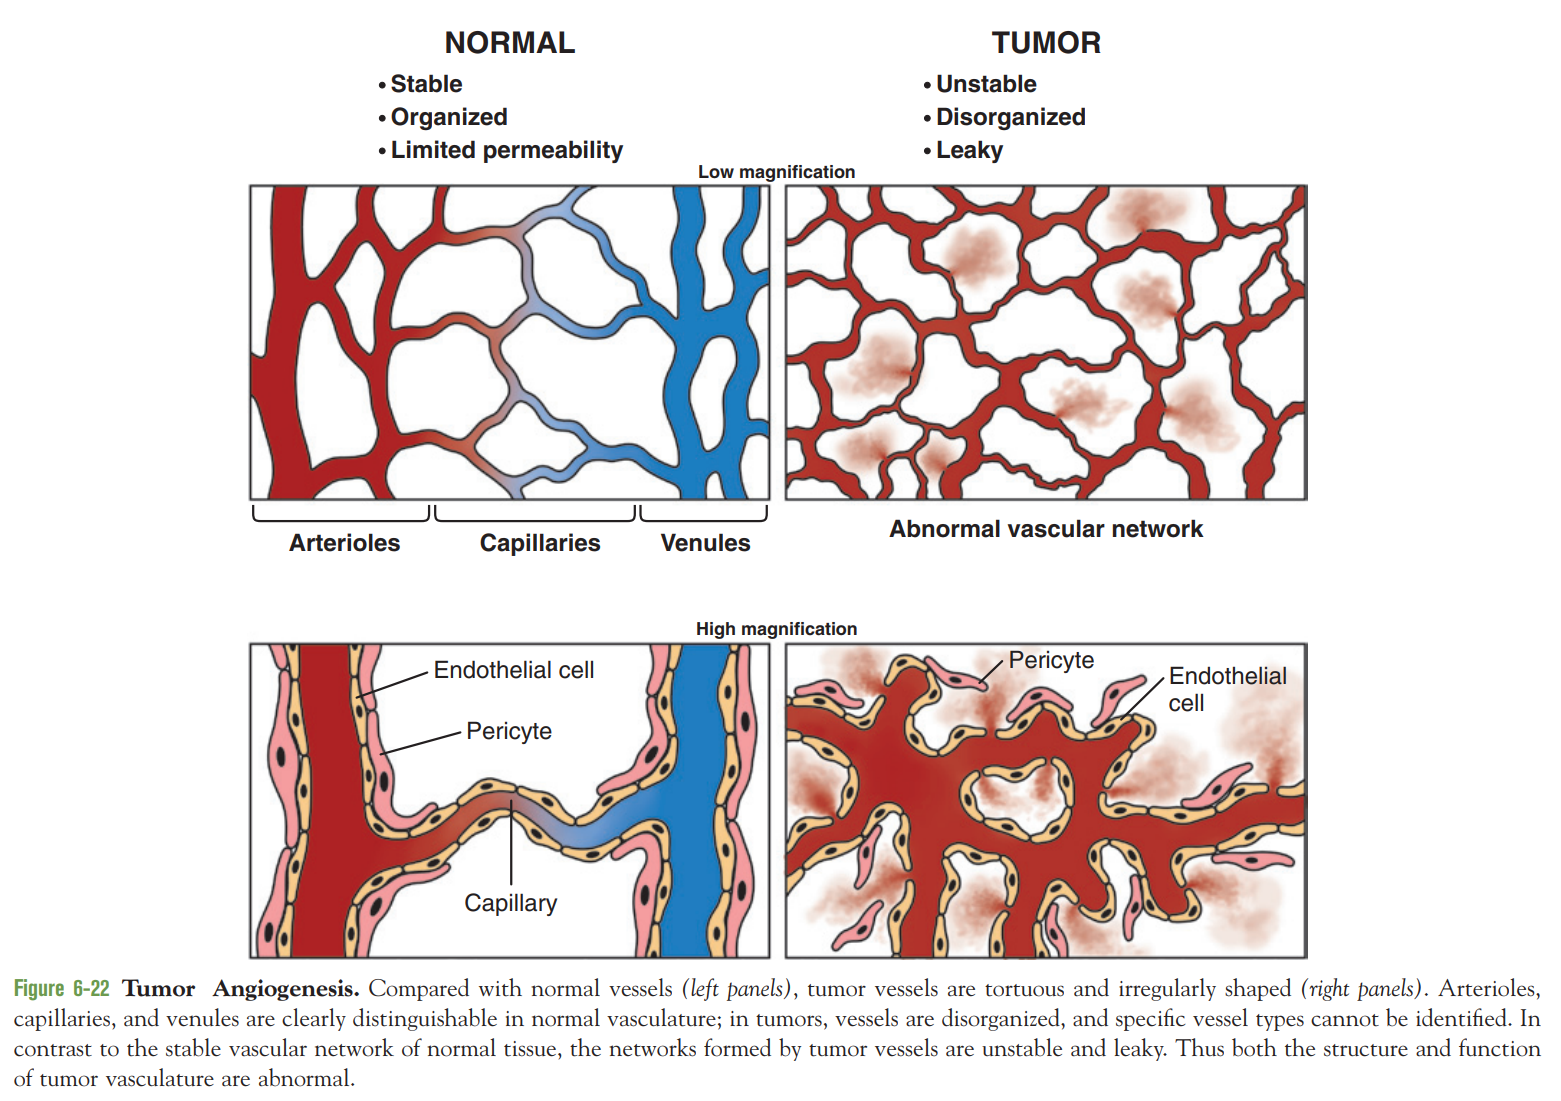 NORMAL
• Stable
• Organized
• Limited permeability
TUMOR
• Unstable
• Disorganized
• Leaky
Low magnification
Arterioles
Capillaries
Venules
Abnormal vascular network
High magnification
Endothelial cell
Pericyte
Capillary
Pericyte
Endothelial
cell
Figure 6-22 Tumor Angiogenesis. Compared with normal vessels (left panels), tumor vessels are tortuous and irregularly shaped (right panels). Arterioles,
capillaries, and venules are clearly distinguishable in normal vasculature; in tumors, vessels are disorganized, and specific vessel types cannot be identified. In
contrast to the stable vascular network of normal tissue, the networks formed by tumor vessels are unstable and leaky. Thus both the structure and function
of tumor vasculature are abnormal.